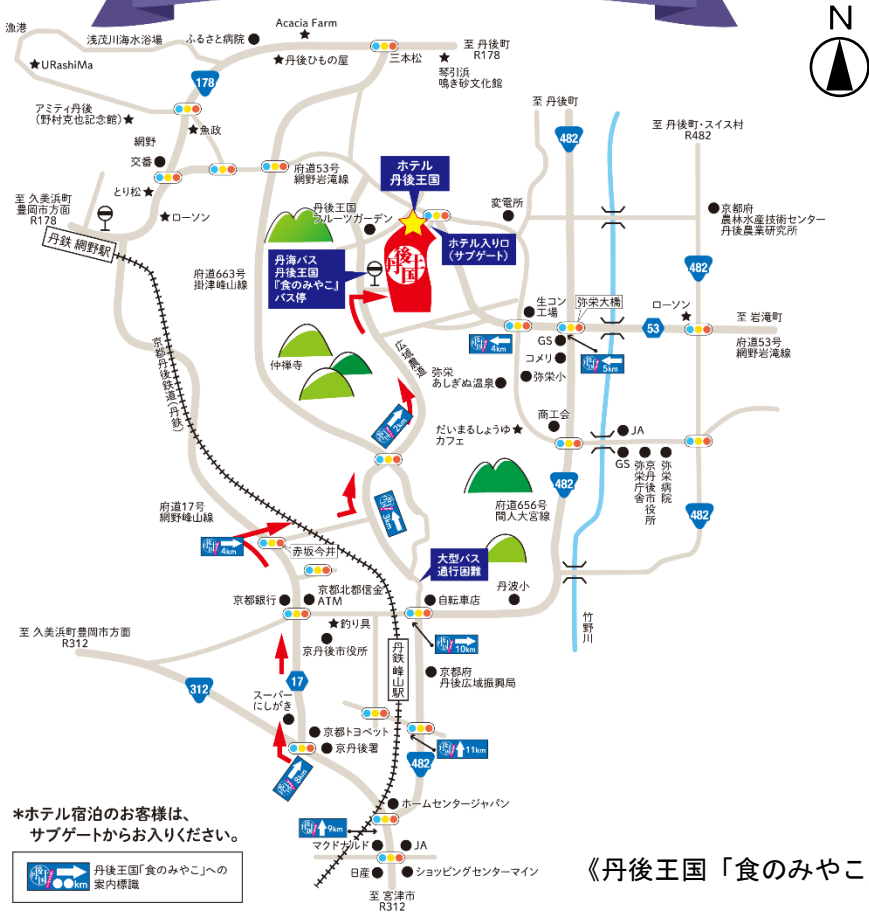 N
漁港
浅茂川海水浴場
ふるさと病院
Acacia Farm
★URashiMa
★丹後ひもの屋
三本松
至 丹後町
R178
琴引浜
鳴き砂文化館
178
アミティ丹後
(野村克也記念館)★
★魚政
網野
交番
とり松★
★ローソン
至 久美浜町
豊岡市方面
R178
丹鉄 網野駅
府道53号
網野岩滝線
丹後王国
フルーツガーデン
ホテル
丹後王国
丹後王国
ホテル入り口
(サブゲート)
変電所
至 丹後町
482
至 丹後町・スイス村
R482
京都府
農林水産技術センター
丹後農業研究所
482
府道663号
掛津峰山線
丹海バス
丹後王国
『食のみやこ』
バス停
生コン
工場
弥栄大橋
ローソン
★
53
至 岩滝町
府道53号
網野岩滝線
4km
GS
コメリ
5km
弥栄小
弥栄
あしぎぬ温泉
仲禅寺
広域農道
京都丹後鉄道(丹鉄)
2km
だいまるしょうゆ★
カフェ
商工会
JA
GS
弥栄庁舎
京丹後市役所
弥栄病院
482
482
府道656号
間人大宮線
3km
府道17号
網野峰山線
4km
赤坂今井
大型バス
通行困難
京都銀行
京都北都信金
ATM
自転車店
丹波小
竹野川
★釣り具
京丹後市役所
10km
至 久美浜町豊岡市方面
R312
丹鉄峰山駅
京都府
丹後広域振興局
312
17
スーパー
にしがき
京都トヨペット
京丹後署
11km
482
8km
ホームセンタージャパン
9km
マクドナルド
JA
日産
ショッピングセンターマイン
至 宮津市
R312
*ホテル宿泊のお客様は、
サブゲートからお入りください。
●●km
丹後王国「食のみやこ」への
案内標識
《丹後王国「食のみやこ